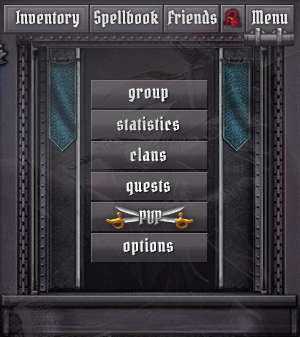 Inventory Spellbook Friends Menu
group
statistics
clans
quests
pvp
options